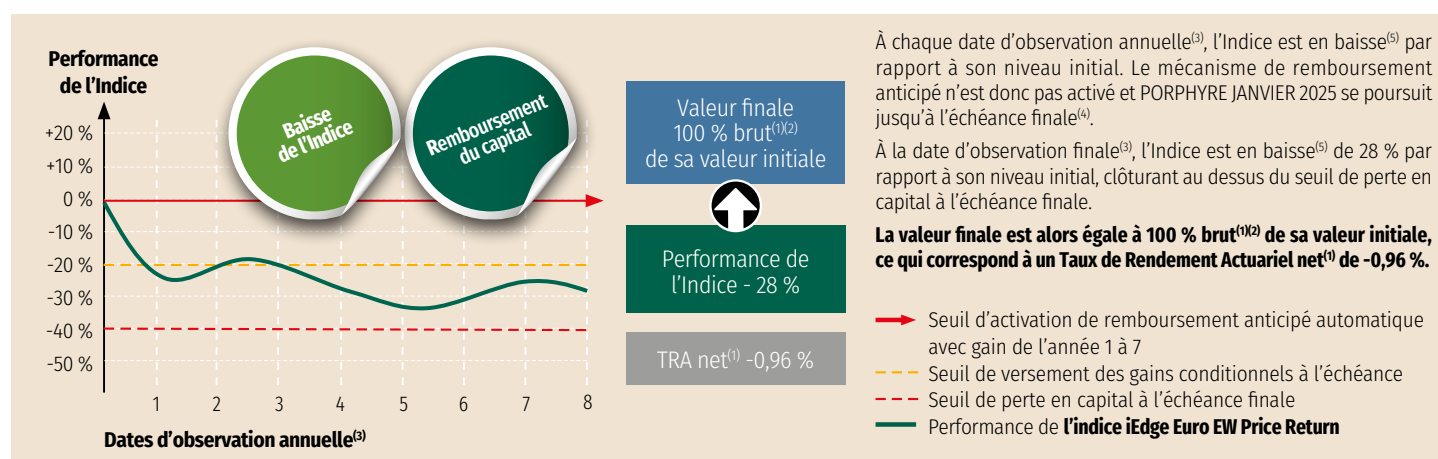 Performance
de l'Indice
+20 %
+10 %
0 %
-10 %
-20 %
-30 %
-40 %
-50 %
1 2 3 4 5 6 7 8
Dates d'observation annuelle(3)
Baisse
de l'Indice
Remboursement
du capital
Valeur finale
100 % brut(1)(2)
de sa valeur initiale
Performance de
l'Indice - 28 %
TRA net(1) -0,96 %
À chaque date d'observation annuelle(3), l'Indice est en baisse(5) par
rapport à son niveau initial. Le mécanisme de remboursement
anticipé n'est donc pas activé et PORPHYRE JANVIER 2025 se poursuit
jusqu'à l'échéance finale(4).
À la date d'observation finale(3), l'Indice est en baisse(5) de 28 % par
rapport à son niveau initial, clôturant au dessus du seuil de perte en
capital à l'échéance finale.
La valeur finale est alors égale à 100 % brut(1)(2) de sa valeur initiale,
ce qui correspond à un Taux de Rendement Actuariel net(1) de -0,96 %.
Seuil d'activation de remboursement anticipé automatique
avec gain de l'année 1 à 7
Seuil de versement des gains conditionnels à l'échéance
Seuil de perte en capital à l'échéance finale
Performance de l'indice iEdge Euro EW Price Return